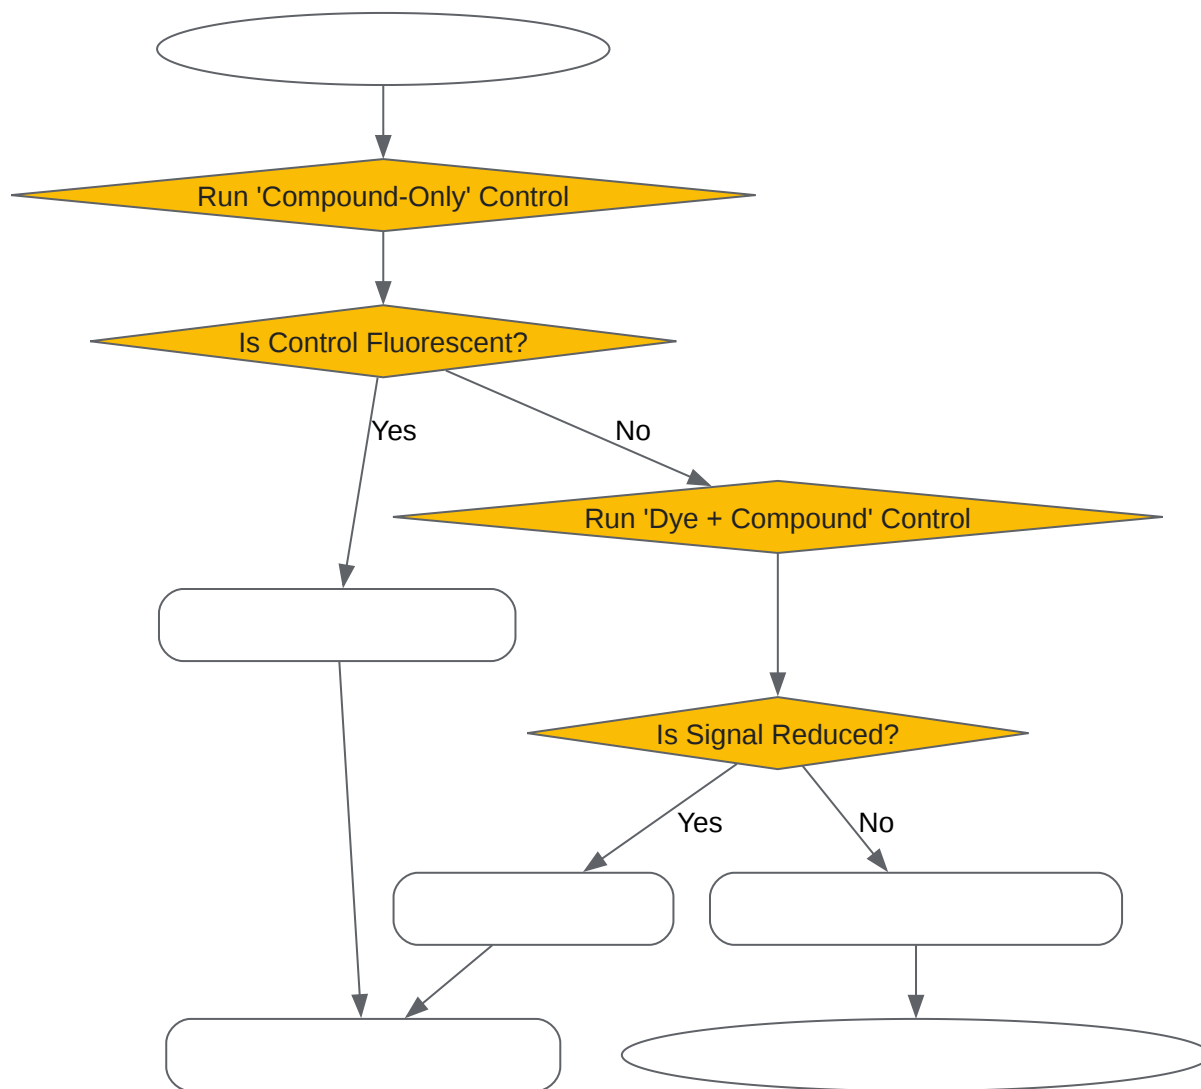 Run 'Compound-Only' Control
Is Control Fluorescent?
Yes
No
Run 'Dye + Compound' Control
Is Signal Reduced?
Yes
No